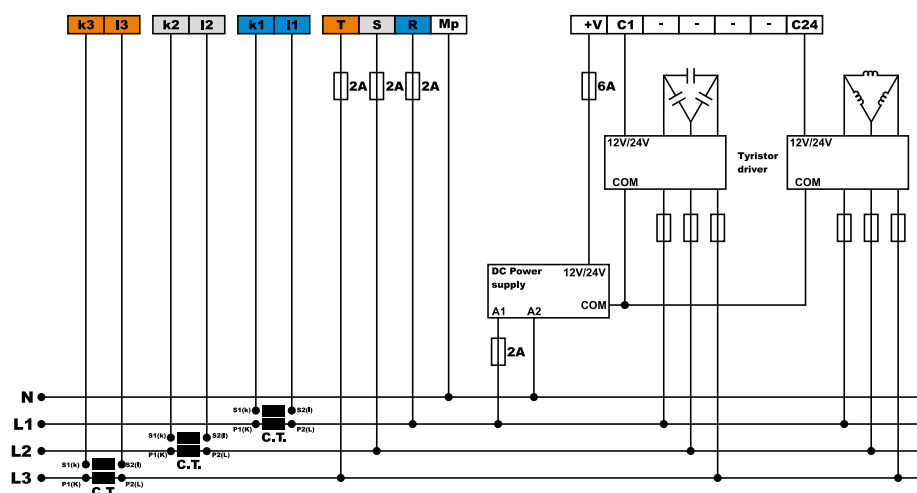 k3 l3 k2 l2 k1 l1 T S R Mp +V C1 - - - - C24
2A 2A 2A 6A
12V/24V 12V/24V
Tyristor
driver
COM COM
DC Power 12V/24V
supply
COM
A1 A2
2A
N
S1(k) S2(l)
L1
P1(K) P2(L)
C.T.
S1(k) S2(l)
L2
P1(K) P2(L)
C.T.
S1(k) S2(l)
L3
P1(K) P2(L)
C.T.